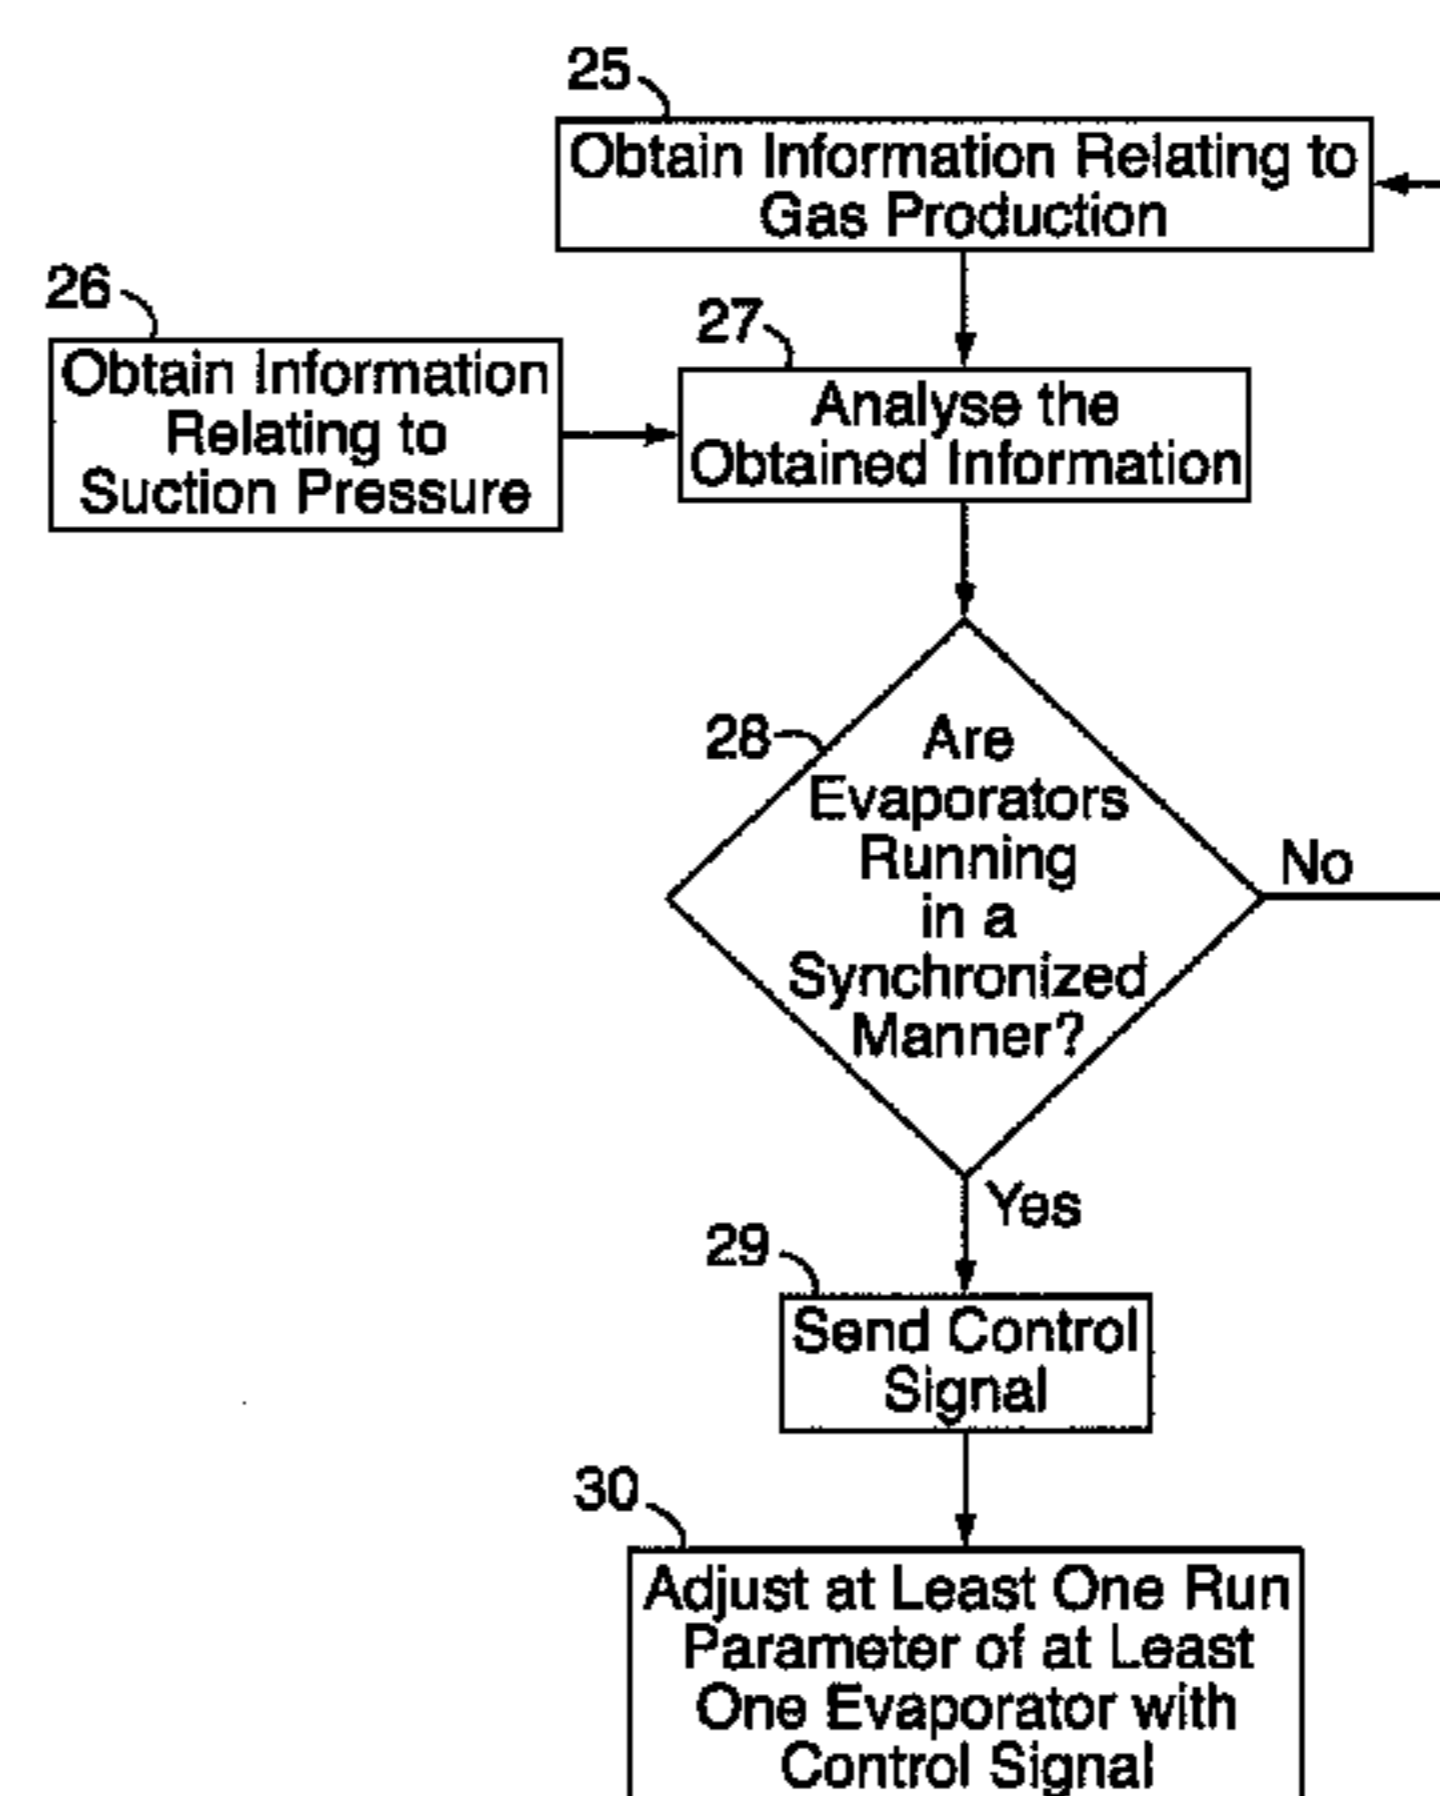 25
Obtain Information Relating to
Gas Production
26
Obtain Information
Relating to
Suction Pressure
27
Analyse the
Obtained Information
28
Are
Evaporators
Running
in a
Synchronized
Manner?
No
Yes
29
Send Control
Signal
30
Adjust at Least One Run
Parameter of at Least
One Evaporator with
Control Signal